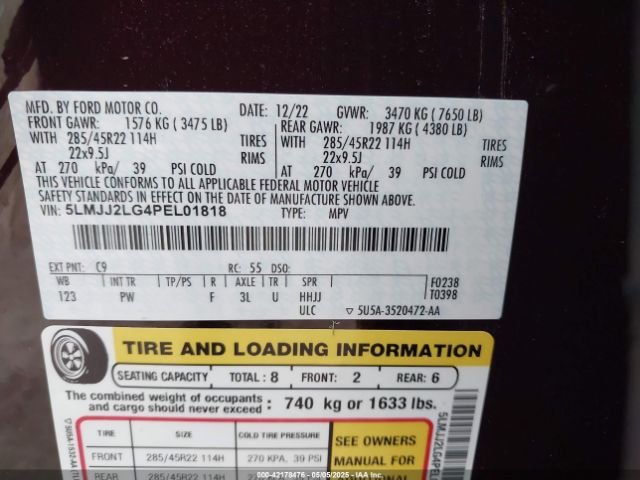 MFD. BY FORD MOTOR CO. DATE: 12/22 GVWR: 3470 KG (7650 LB)
FRONT GAWR: 1576 KG (3475 LB) REAR GAWR: 1987 KG (4380 LB)
WITH 285/45R22 114H TIRES WITH 285/45R22 114H TIRES
22x9.5J RIMS 22x9.5J RIMS
AT 270 kPa/ 39 PSI COLD AT 270 kPa/ 39 PSI COLD
THIS VEHICLE CONFORMS TO ALL APPLICABLE FEDERAL MOTOR VEHICLE
SAFETY STANDARDS IN EFFECT ON THE DATE OF MANUFACTURE SHOWN ABOVE.
VIN: 5LMJJ2LG4PEL01818 TYPE: MPV
EXT PNT: C9 RC: 55 DSO:
WB INT TR TP/PS R AXLE TR SPR F0238
123 PW F 3L U HHJJ T0398
ULC ▽ 5U5A-3520472-AA
TIRE AND LOADING INFORMATION
SEATING CAPACITY TOTAL: 8 FRONT: 2 REAR: 6
The combined weight of occupants and cargo should never exceed : 740 kg or 1633 lbs.
TIRE SIZE COLD TIRE PRESSURE
FRONT 285/45R22 114H 270 KPA, 39 PSI
REAR 285/45R22 114H
SEE OWNERS
MANUAL FOR
000-42178476 - 05/05/2025 - IAAI.COM/US